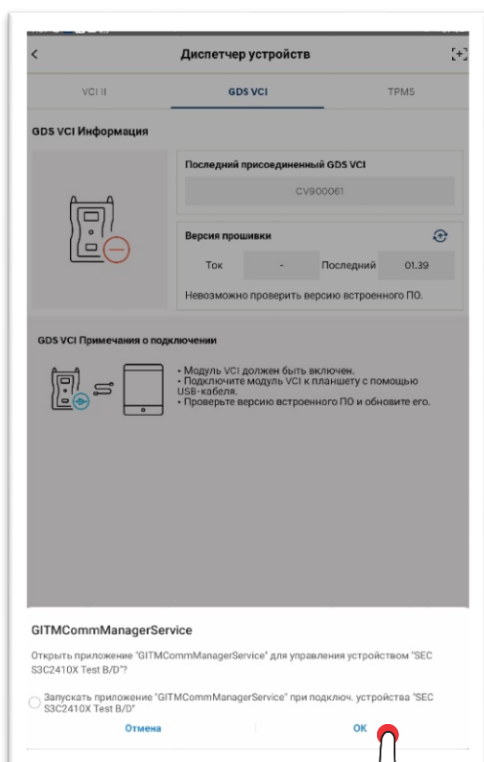 Диспетчер устройств
VCI II GDS VCI TPMS
GDS VCI Информация
Последний присоединенный GDS VCI
CV900061
Версия прошивки
Ток - Последний 01.39
Невозможно проверить версию встроенного ПО.
GDS VCI Примечания о подключении
• Модуль VCI должен быть включен.
• Подключите модуль VCI к планшету с помощью
USB-кабеля.
• Проверьте версию встроенного ПО и обновите его.
GITMCommManagerService
Открыть приложение "GITMCommManagerService" для управления устройством "SEC
S3C2410X Test B/D"?
Запускать приложение "GITMCommManagerService" при подключ. устройства "SEC
S3C2410X Test B/D"
Отмена OK